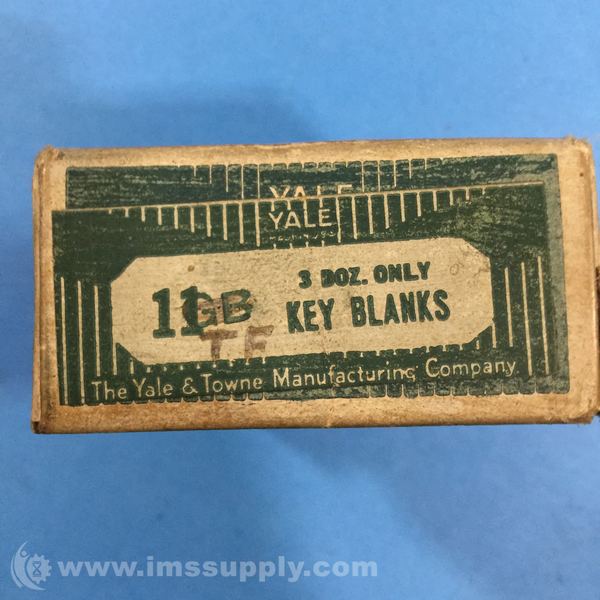 YALE
YALE
3 DOZ. ONLY
11GB KEY BLANKS
TF
The Yale & Towne Manufacturing Company
www.imssupply.com